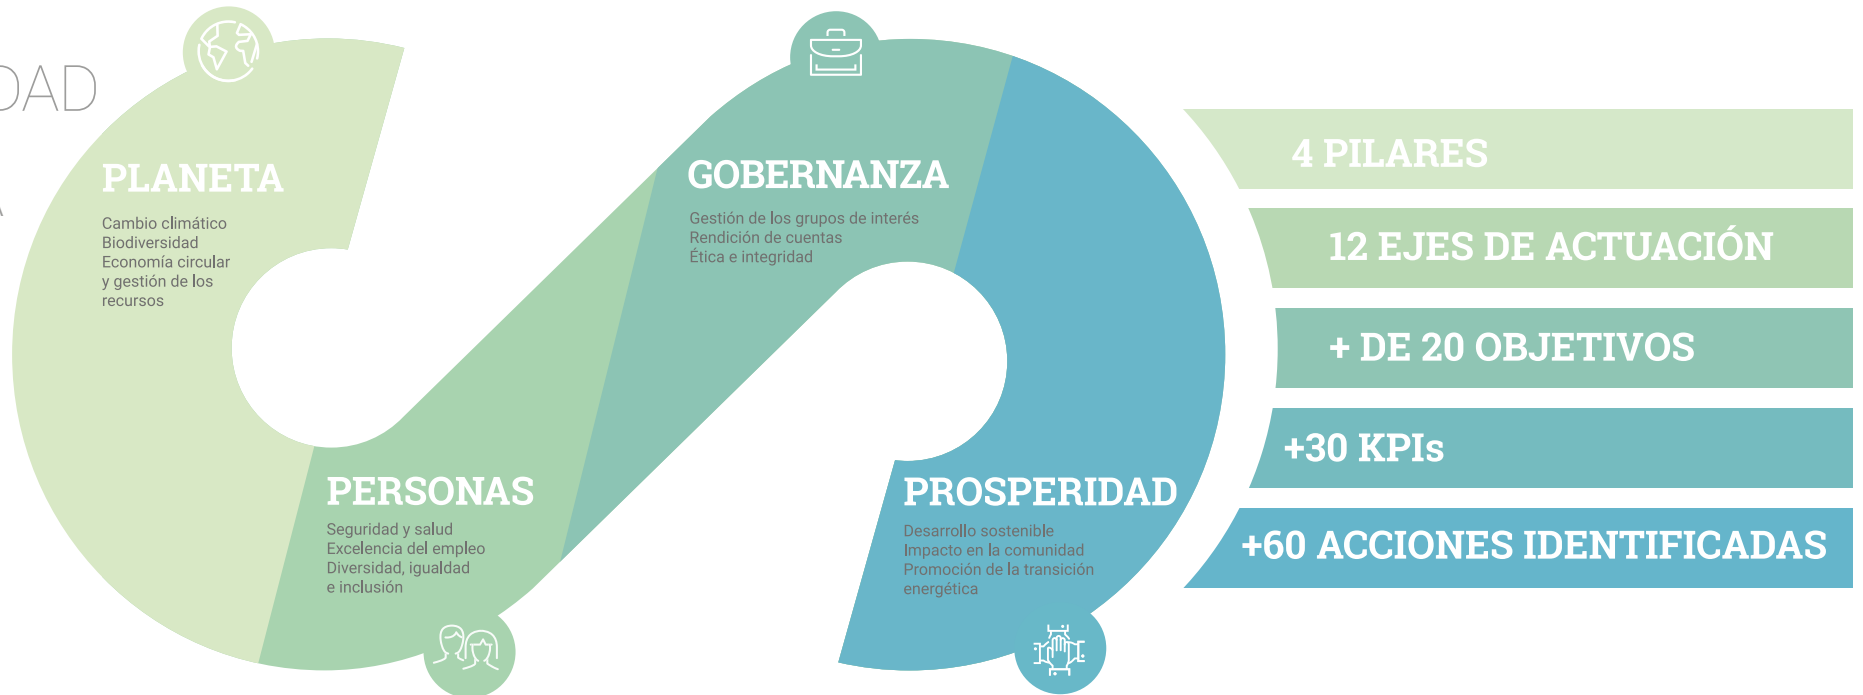 DAD
PLANETA
Cambio climático
Biodiversidad
Economía circular
y gestión de los
recursos
PERSONAS
Seguridad y salud
Excelencia del empleo
Diversidad, igualdad
e inclusión
GOBERNANZA
Gestión de los grupos de interés
Rendición de cuentas
Ética e integridad
PROSPERIDAD
Desarrollo sostenible
Impacto en la comunidad
Promoción de la transición
energética
4 PILARES
12 EJES DE ACTUACIÓN
+ DE 20 OBJETIVOS
+30 KPIs
+60 ACCIONES IDENTIFICADAS